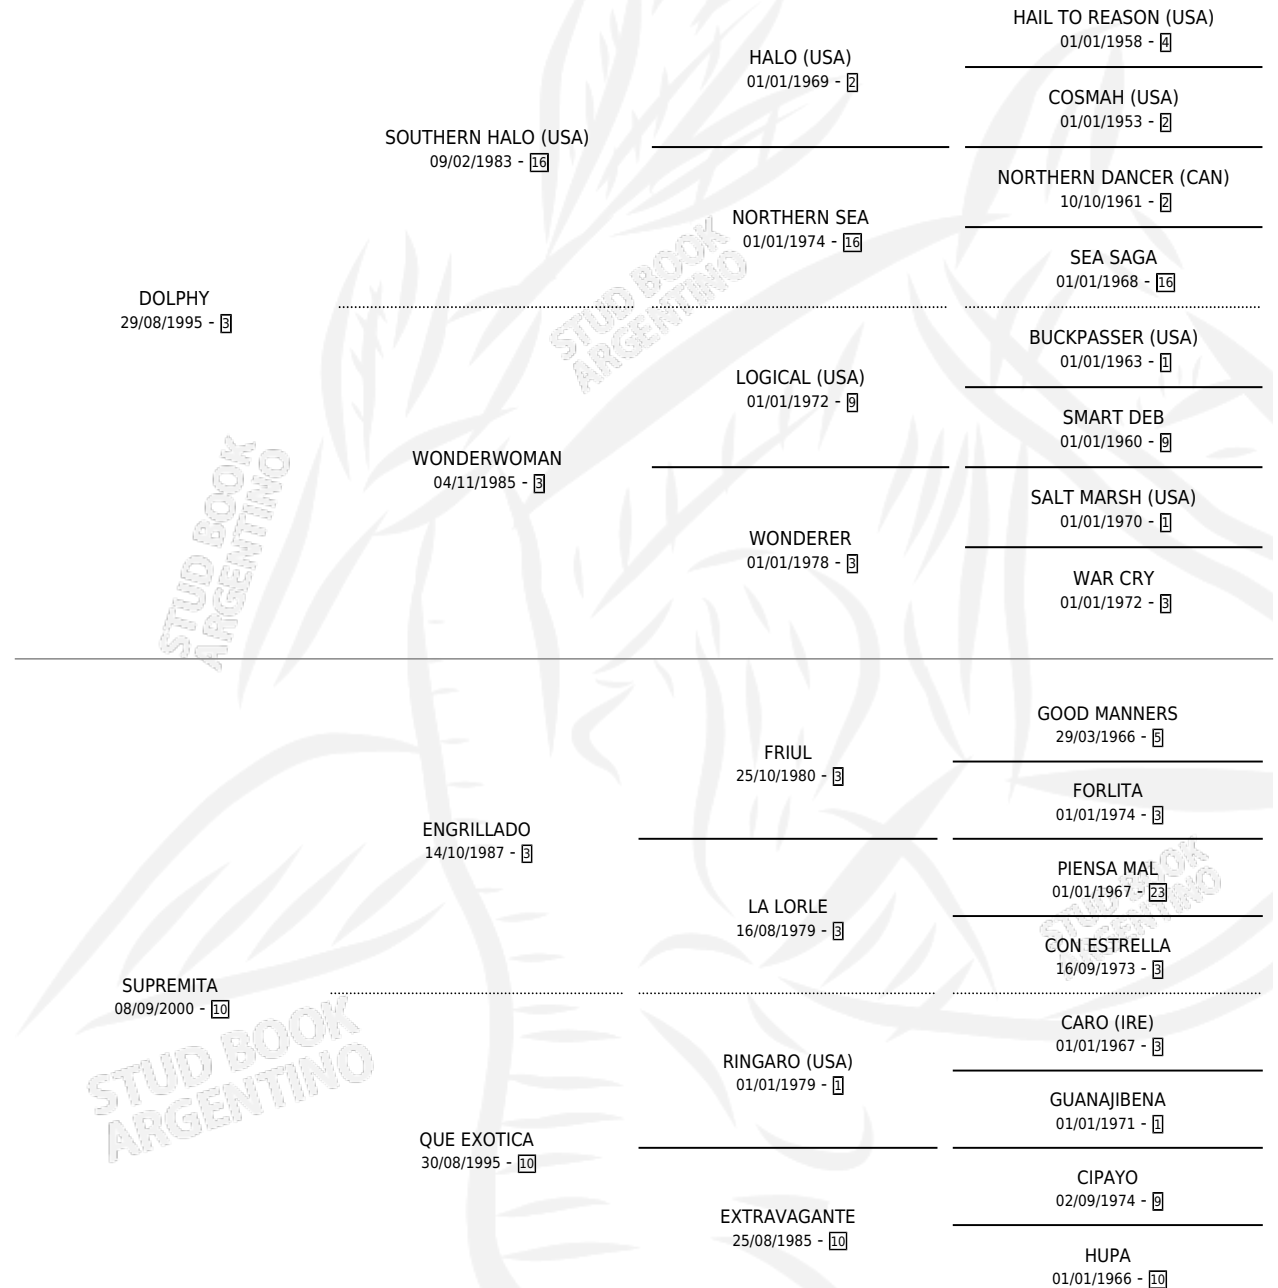 HAIL TO REASON (USA)
01/01/1958 - 4
HALO (USA)
01/01/1969 - 2
COSMAH (USA)
01/01/1953 - 2
SOUTHERN HALO (USA)
09/02/1983 - 16
NORTHERN DANCER (CAN)
10/10/1961 - 2
NORTHERN SEA
01/01/1974 - 16
SEA SAGA
01/01/1968 - 16
DOLPHY
29/08/1995 - 3
BUCKPASSER (USA)
01/01/1963 - 1
LOGICAL (USA)
01/01/1972 - 9
SMART DEB
01/01/1960 - 9
WONDERWOMAN
04/11/1985 - 3
SALT MARSH (USA)
01/01/1970 - 1
WONDERER
01/01/1978 - 3
WAR CRY
01/01/1972 - 3
STUD BOOK
ARGENTINO
STUD BOOK
ARGENTINO
GOOD MANNERS
29/03/1966 - 5
FRIUL
25/10/1980 - 3
FORLITA
01/01/1974 - 3
ENGRILLADO
14/10/1987 - 3
PIENSA MAL
01/01/1967 - 23
LA LORLE
16/08/1979 - 3
CON ESTRELLA
16/09/1973 - 3
SUPREMITA
08/09/2000 - 10
CARO (IRE)
01/01/1967 - 3
RINGARO (USA)
01/01/1979 - 1
GUANAJIBENA
01/01/1971 - 1
QUE EXOTICA
30/08/1995 - 10
CIPAYO
02/09/1974 - 9
EXTRAVAGANTE
25/08/1985 - 10
HUPA
01/01/1966 - 10
STUD BOOK
ARGENTINO
STUD BOOK
ARGENTINO